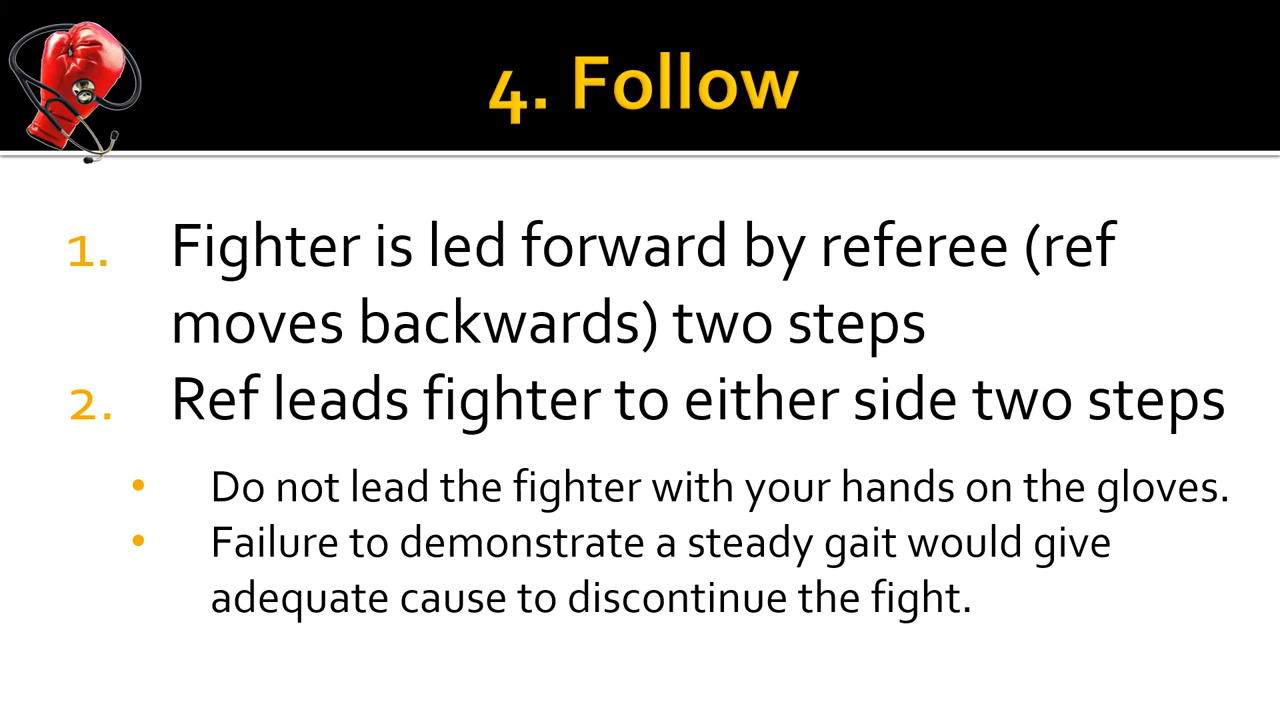 4. Follow
1. Fighter is led forward by referee (ref
moves backwards) two steps
2. Ref leads fighter to either side two steps
• Do not lead the fighter with your hands on the gloves.
• Failure to demonstrate a steady gait would give
adequate cause to discontinue the fight.